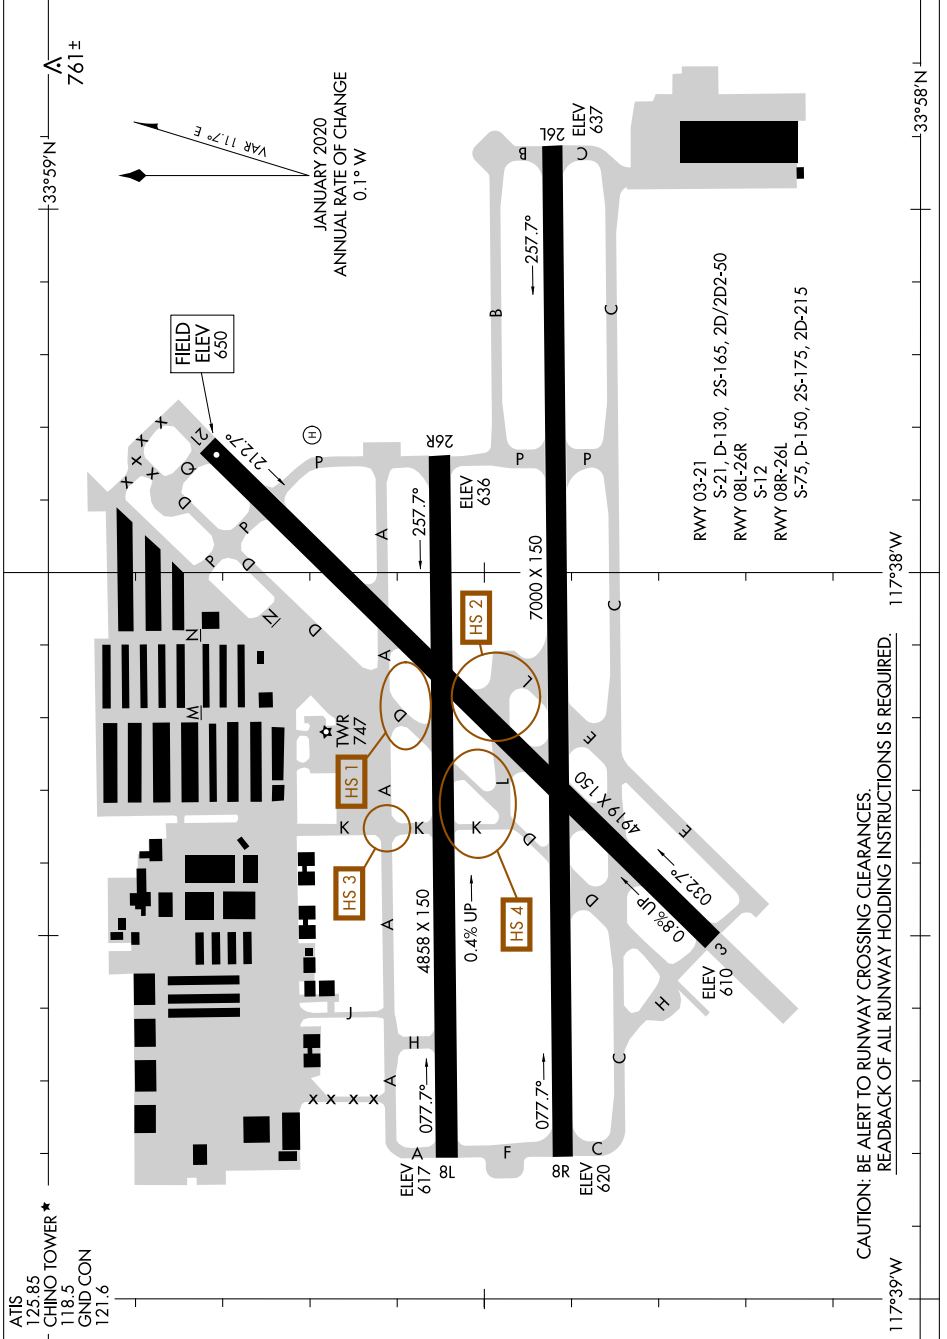 ATIS
125.85
CHINO TOWER ★
118.5
GND CON
121.6
33°59'N
761±
VAR 11.7° E
JANUARY 2020
ANNUAL RATE OF CHANGE
0.1° W
FIELD
ELEV
650
21
212.7°
X X X X X
Q
D
P
P
D
H
P
N
D
N
M
A
26R
257.7°
ELEV
636
P
P
B
257.7°
B
26L
ELEV
637
C
C
33°58'N
TWR
747
HS 1
HS 2
HS 3
HS 4
A
D
A
K
K
K
L
L
D
E
E
C
7000 X 150
4919 X 150
4858 X 150
0.4% UP
032.7°
0.8% UP
3
ELEV
610
H
D
A
J
H
A
X X X X
077.7°
077.7°
A
ELEV
617
8L
F
8R
ELEV
620
C
C
RWY 03-21
S-21, D-130, 2S-165, 2D/2D2-50
RWY 08L-26R
S-12
RWY 08R-26L
S-75, D-150, 2S-175, 2D-215
117°38'W
117°39'W
CAUTION: BE ALERT TO RUNWAY CROSSING CLEARANCES.
READBACK OF ALL RUNWAY HOLDING INSTRUCTIONS IS REQUIRED.